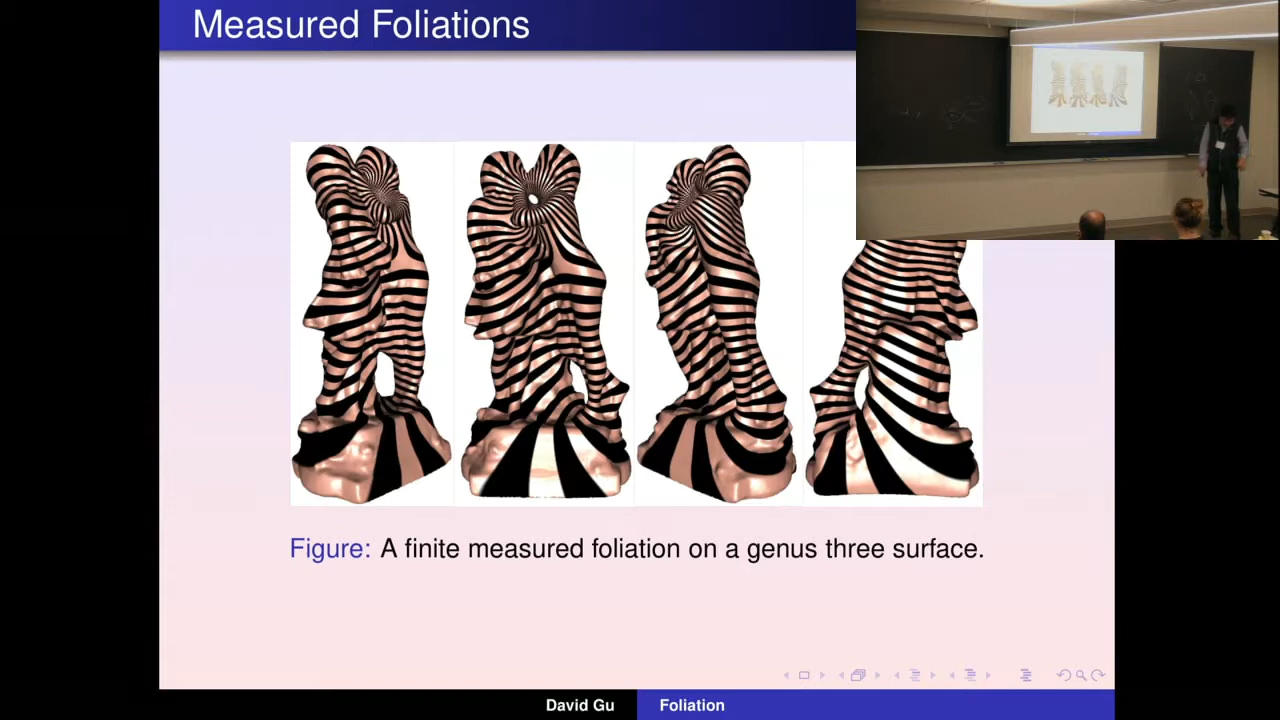 Measured Foliations
Figure: A finite measured foliation on a genus three surface.
David Gu
Foliation